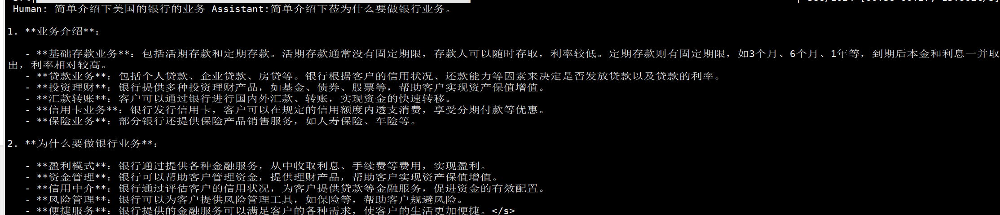 Human: 简单介绍下美国的银行的业务 Assistant:简单介绍下莅为什么要做银行业务。
1. **业务介绍**：
- **基础存款业务**：包括活期存款和定期存款。活期存款通常没有固定期限，存款人可以随时存取，利率较低。定期存款则有固定期限，如3个月、6个月、1年等，到期后本金和利息一并取
出，利率相对较高。
- **贷款业务**：包括个人贷款、企业贷款、房贷等。银行根据客户的信用状况、还款能力等因素来决定是否发放贷款以及贷款的利率。
- **投资理财**：银行提供多种投资理财产品，如基金、债券、股票等，帮助客户实现资产保值增值。
- **汇款转账**：客户可以通过银行进行国内外汇款、转账，实现资金的快速转移。
- **信用卡业务**：银行发行信用卡，客户可以在规定的信用额度内透支消费，享受分期付款等优惠。
- **保险业务**：部分银行还提供保险产品销售服务，如人寿保险、车险等。
2. **为什么要做银行业务**：
- **盈利模式**：银行通过提供各种金融服务，从中收取利息、手续费等费用，实现盈利。
- **资金管理**：银行可以帮助客户管理资金，提供理财产品，帮助客户实现资产保值增值。
- **信用中介**：银行通过评估客户的信用状况，为客户提供贷款等金融服务，促进资金的有效配置。
- **风险管理**：银行可以为客户提供风险管理工具，如保险等，帮助客户规避风险。
- **便捷服务**：银行提供的金融服务可以满足客户的各种需求，使客户的生活更加便捷。</s>